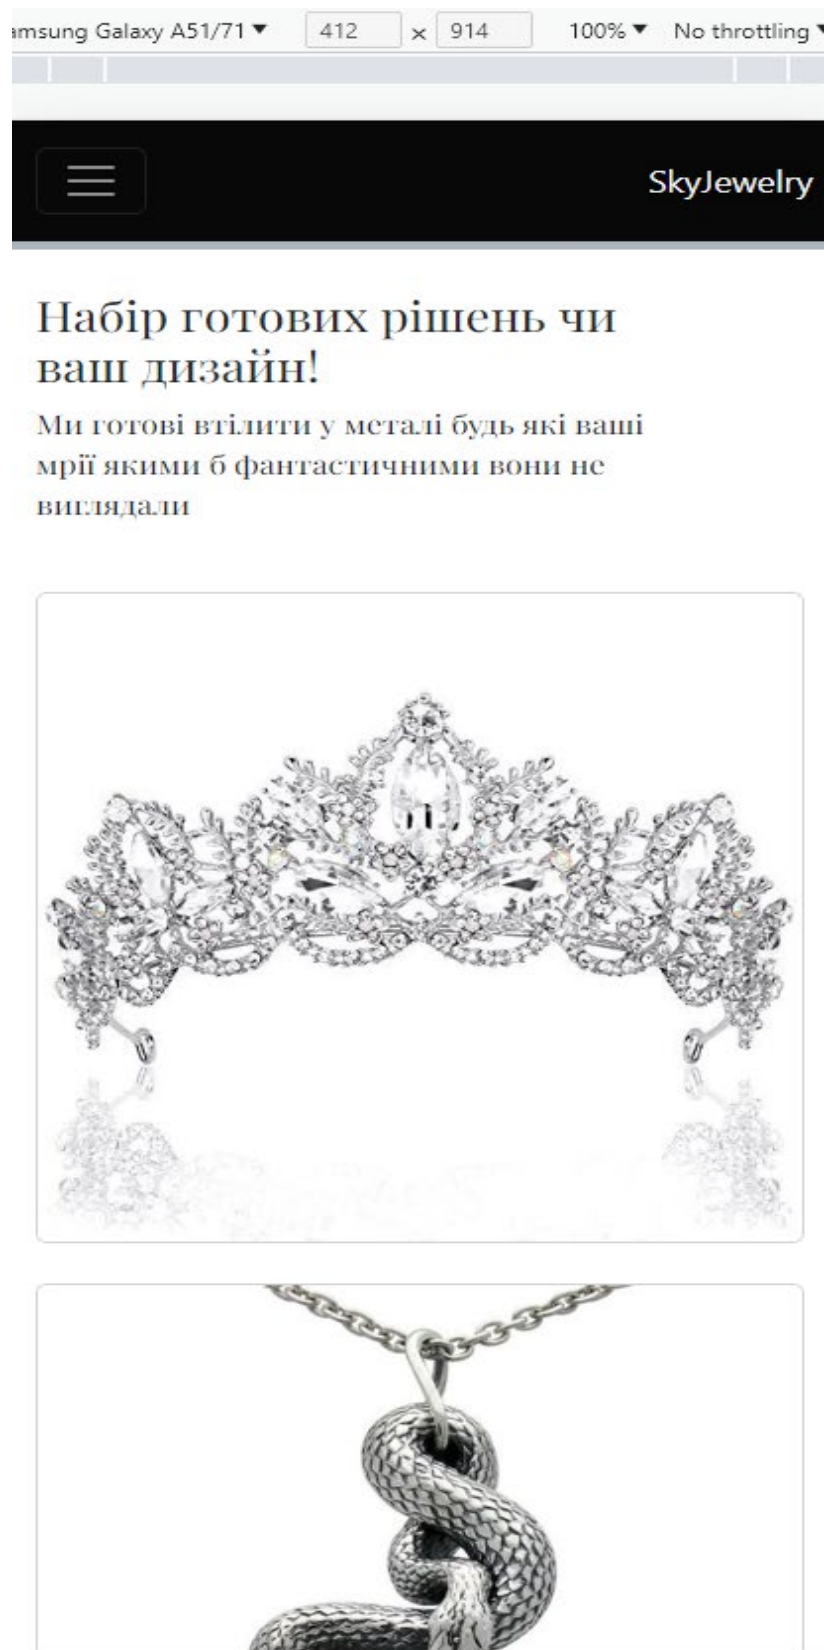 amsung Galaxy A51/71 ▼ 412 x 914 100% ▼ No throttling
SkyJewelry
Набір готових рішень чи
ваш дизайн!
Ми готові втілити у металі будь які ваші
мрії якими б фантастичними вони не
виглядали